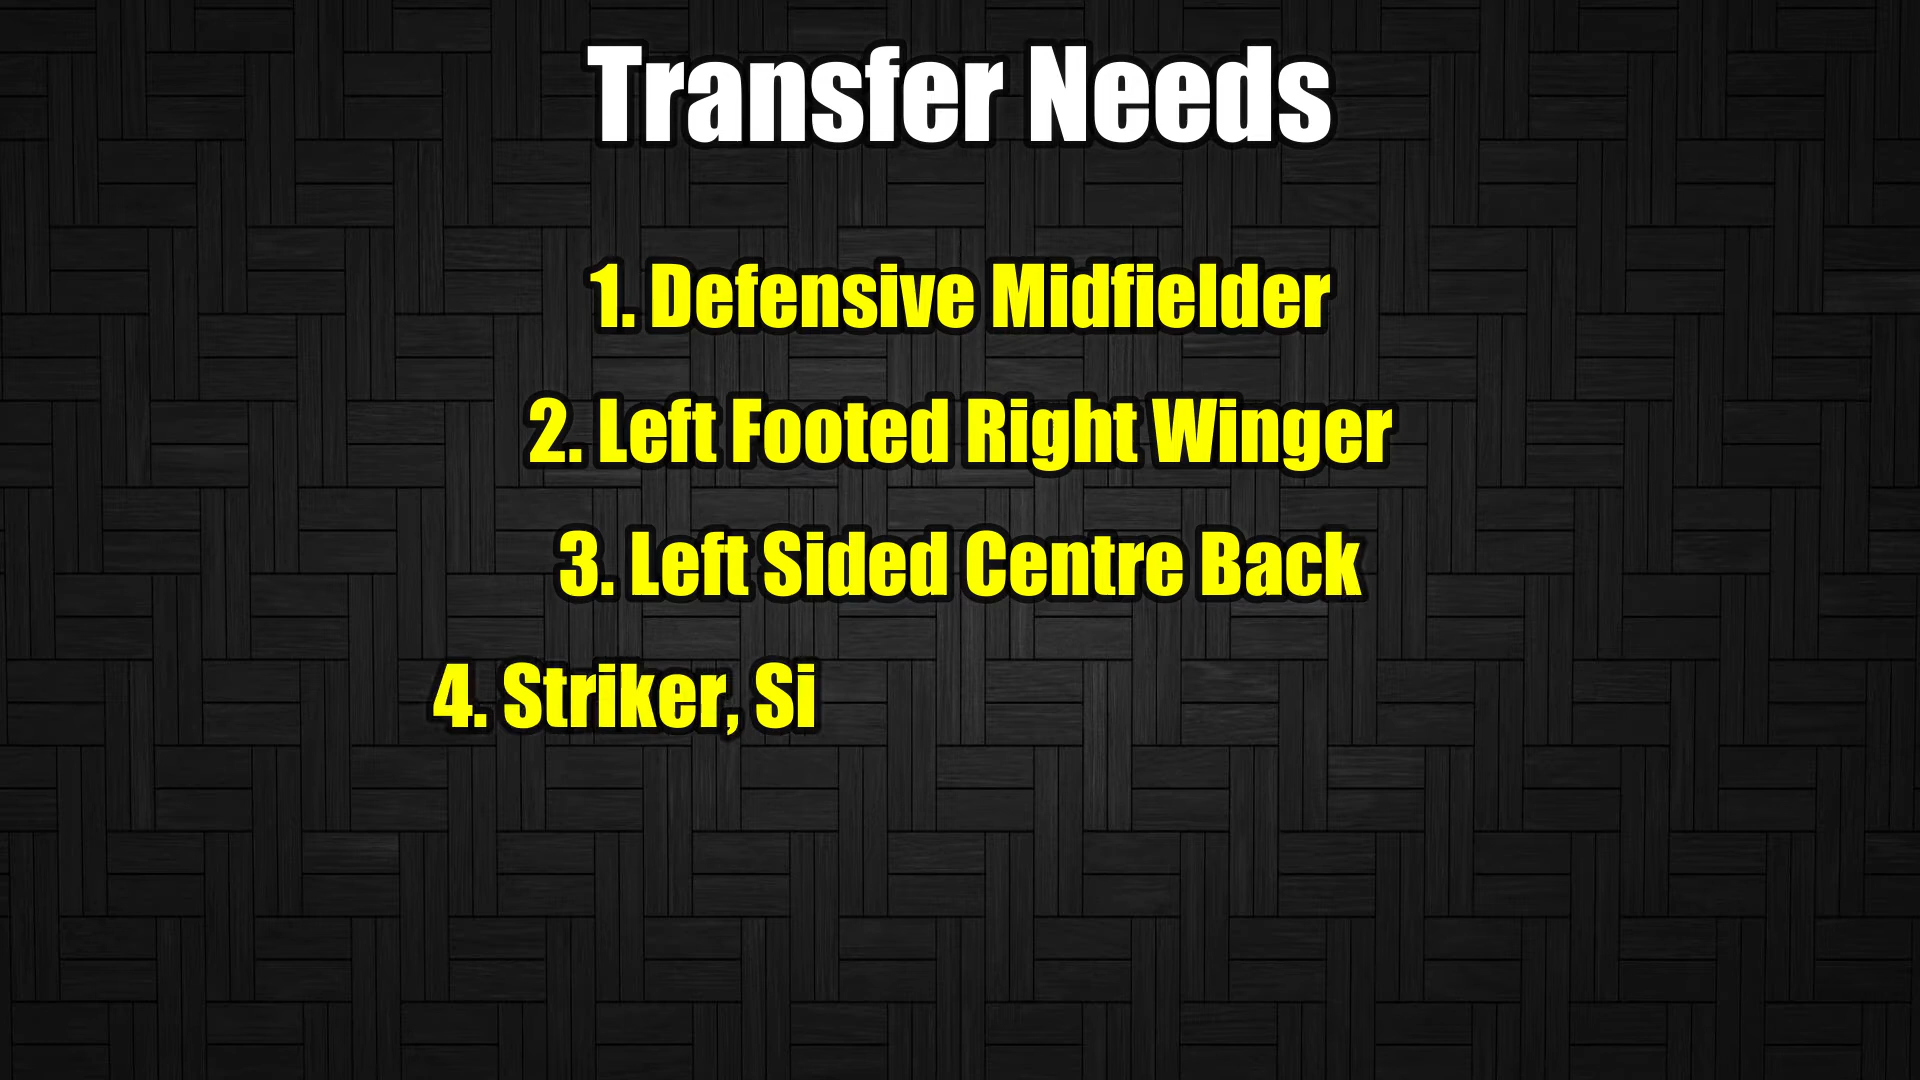 Transfer Needs
1. Defensive Midfielder
2. Left Footed Right Winger
3. Left Sided Centre Back
4. Striker, Si